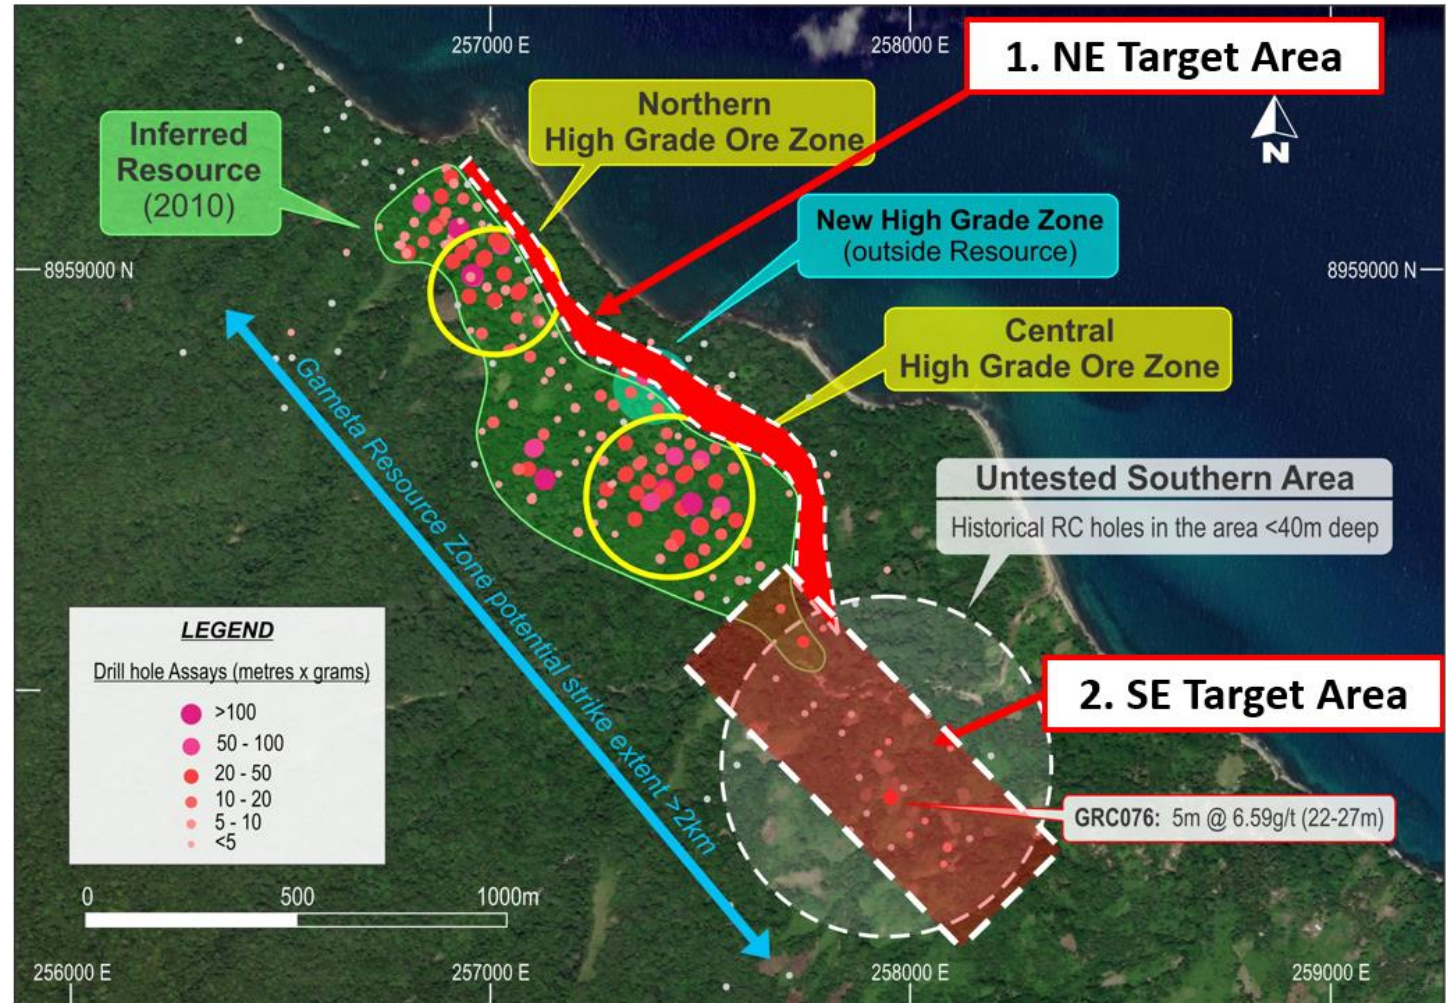 257000 E
258000 E
1. NE Target Area
Northern
High Grade Ore Zone
Inferred
Resource
(2010)
N
New High Grade Zone
(outside Resource)
8959000 N
8959000 N
Central
High Grade Ore Zone
Gameta Resource Zone potential strike extent >2km
Untested Southern Area
Historical RC holes in the area <40m deep
LEGEND
Drill hole Assays (metres x grams)
>100
50 - 100
20 - 50
10 - 20
5 - 10
<5
2. SE Target Area
GRC076: 5m @ 6.59g/t (22-27m)
0 500 1000m
256000 E
257000 E
258000 E
259000 E